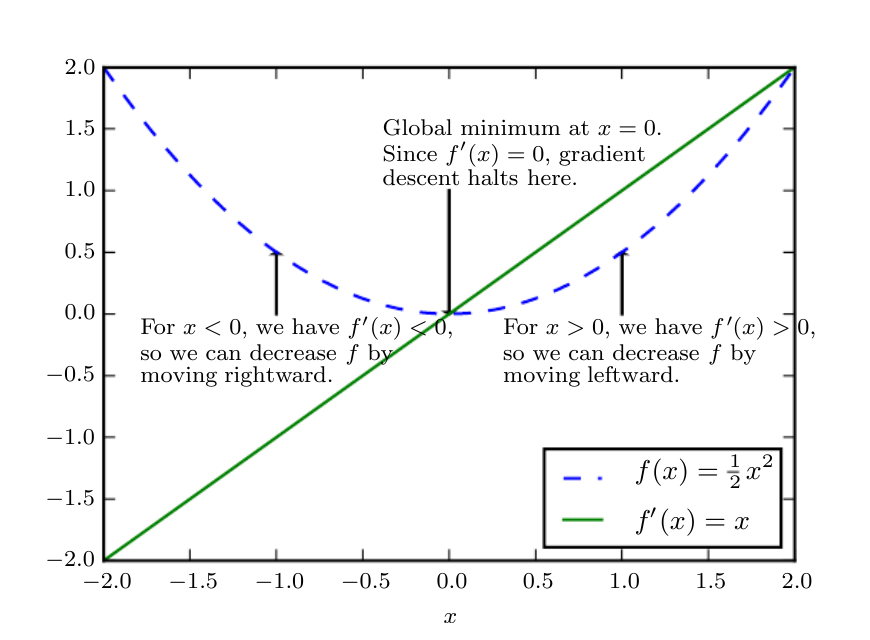 2.0
1.5
1.0
0.5
0.0
−0.5
−1.0
−1.5
−2.0
Global minimum at x = 0.
Since f′(x) = 0, gradient
descent halts here.
For x < 0, we have f′(x) < 0,
so we can decrease f by
moving rightward.
For x > 0, we have f′(x) > 0,
so we can decrease f by
moving leftward.
f(x) = ½x²
f′(x) = x
−2.0 −1.5 −1.0 −0.5 0.0 0.5 1.0 1.5 2.0
x